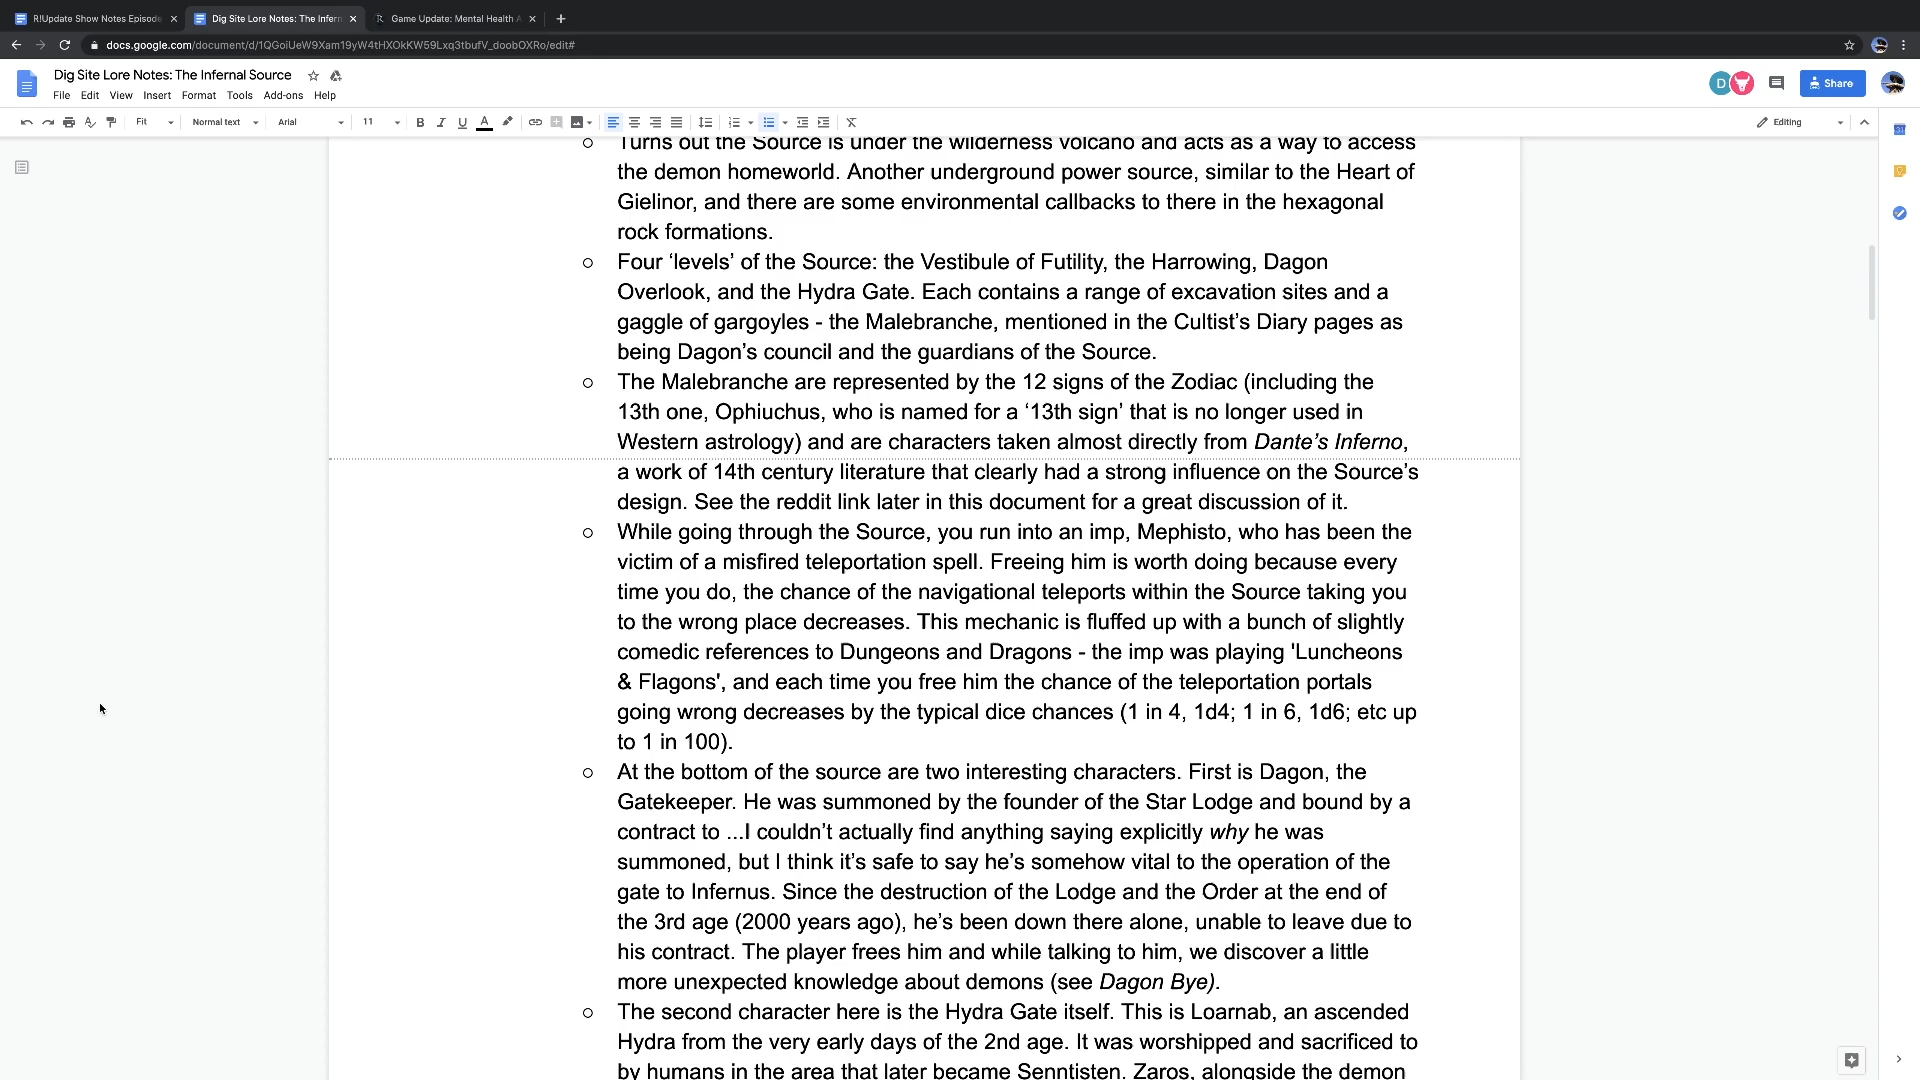 R!Update Show Notes Episode
Dig Site Lore Notes: The Infern
Game Update: Mental Health A
docs.google.com/document/d/1QGoiUeW9Xam19yW4tHXOkKW59Lxq3tbufV_doobOXRo/edit#
Dig Site Lore Notes: The Infernal Source
D
Share
File Edit View Insert Format Tools Add-ons Help
Fit Normal text Arial 11 B I U A Editing
Turns out the Source is under the wilderness volcano and acts as a way to access
the demon homeworld. Another underground power source, similar to the Heart of
Gielinor, and there are some environmental callbacks to there in the hexagonal
rock formations.
Four ‘levels’ of the Source: the Vestibule of Futility, the Harrowing, Dagon
Overlook, and the Hydra Gate. Each contains a range of excavation sites and a
gaggle of gargoyles - the Malebranche, mentioned in the Cultist’s Diary pages as
being Dagon’s council and the guardians of the Source.
The Malebranche are represented by the 12 signs of the Zodiac (including the
13th one, Ophiuchus, who is named for a ‘13th sign’ that is no longer used in
Western astrology) and are characters taken almost directly from Dante’s Inferno,
a work of 14th century literature that clearly had a strong influence on the Source’s
design. See the reddit link later in this document for a great discussion of it.
While going through the Source, you run into an imp, Mephisto, who has been the
victim of a misfired teleportation spell. Freeing him is worth doing because every
time you do, the chance of the navigational teleports within the Source taking you
to the wrong place decreases. This mechanic is fluffed up with a bunch of slightly
comedic references to Dungeons and Dragons - the imp was playing 'Luncheons
& Flagons', and each time you free him the chance of the teleportation portals
going wrong decreases by the typical dice chances (1 in 4, 1d4; 1 in 6, 1d6; etc up
to 1 in 100).
At the bottom of the source are two interesting characters. First is Dagon, the
Gatekeeper. He was summoned by the founder of the Star Lodge and bound by a
contract to ...I couldn’t actually find anything saying explicitly why he was
summoned, but I think it’s safe to say he’s somehow vital to the operation of the
gate to Infernus. Since the destruction of the Lodge and the Order at the end of
the 3rd age (2000 years ago), he’s been down there alone, unable to leave due to
his contract. The player frees him and while talking to him, we discover a little
more unexpected knowledge about demons (see Dagon Bye).
The second character here is the Hydra Gate itself. This is Loarnab, an ascended
Hydra from the very early days of the 2nd age. It was worshipped and sacrificed to
by humans in the area that later became Senntisten. Zaros, alongside the demon